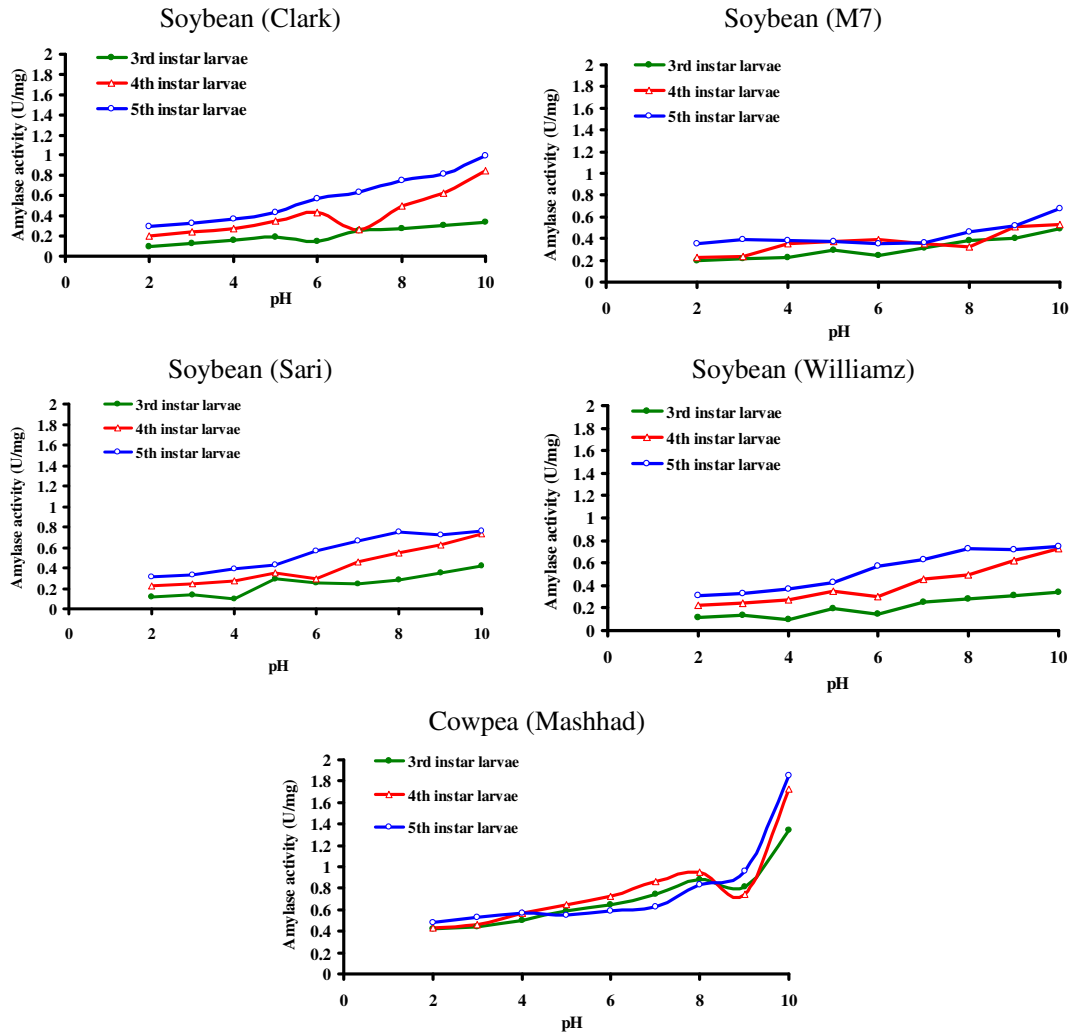 Soybean (Clark)
3rd instar larvae
4th instar larvae
5th instar larvae
Amylase activity (U/mg)
2
1.8
1.6
1.4
1.2
1
0.8
0.6
0.4
0.2
0
0 2 4 6 8 10
pH
Soybean (M7)
3rd instar larvae
4th instar larvae
5th instar larvae
Amylase activity (U/mg)
2
1.8
1.6
1.4
1.2
1
0.8
0.6
0.4
0.2
0
0 2 4 6 8 10
pH
Soybean (Sari)
3rd instar larvae
4th instar larvae
5th instar larvae
Amylase activity (U/mg)
2
1.8
1.6
1.4
1.2
1
0.8
0.6
0.4
0.2
0
0 2 4 6 8 10
pH
Soybean (Williamz)
3rd instar larvae
4th instar larvae
5th instar larvae
Amylase activity (U/mg)
2
1.8
1.6
1.4
1.2
1
0.8
0.6
0.4
0.2
0
0 2 4 6 8 10
pH
Cowpea (Mashhad)
3rd instar larvae
4th instar larvae
5th instar larvae
Amylase activity (U/mg)
2
1.8
1.6
1.4
1.2
1
0.8
0.6
0.4
0.2
0
0 2 4 6 8 10
pH